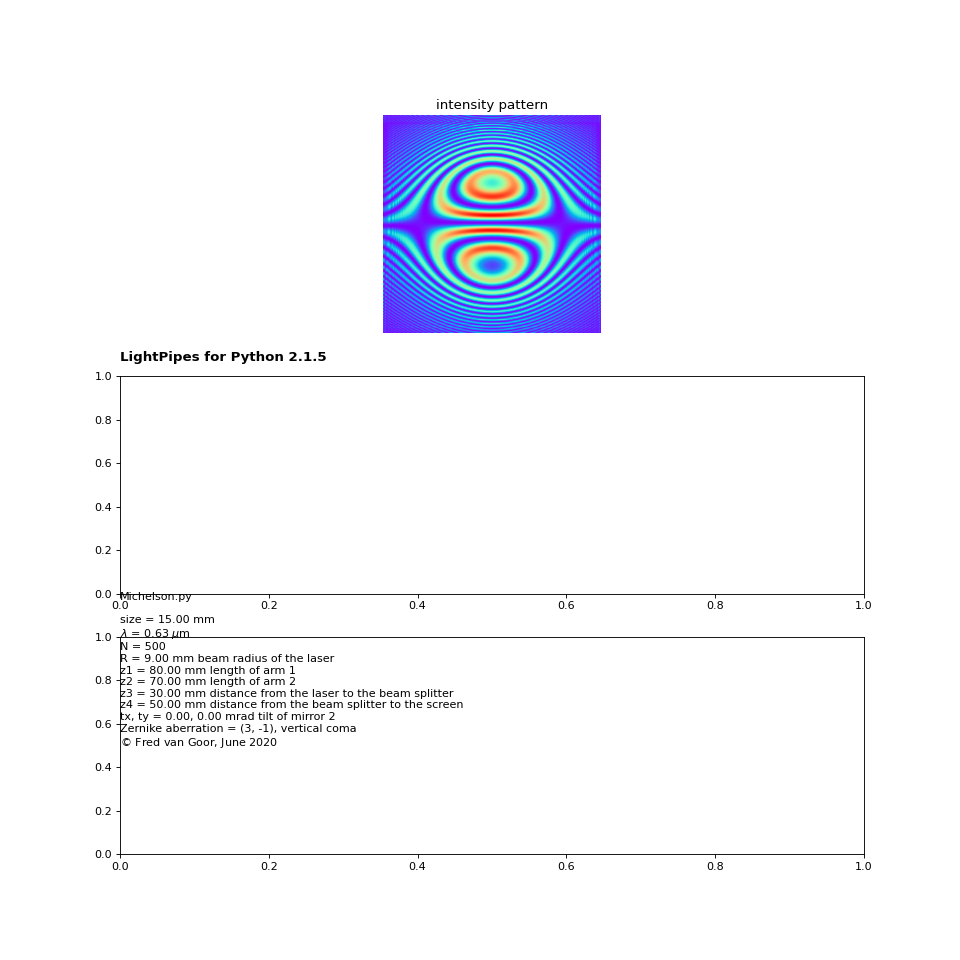 intensity pattern
LightPipes for Python 2.1.5
1.0
0.8
0.6
0.4
0.2
0.0
0.0 0.2 0.4 0.6 0.8 1.0
Michelson.py
size = 15.00 mm
λ = 0.63 μm
N = 500
R = 9.00 mm beam radius of the laser
z1 = 80.00 mm length of arm 1
z2 = 70.00 mm length of arm 2
z3 = 30.00 mm distance from the laser to the beam splitter
z4 = 50.00 mm distance from the beam splitter to the screen
tx, ty = 0.00, 0.00 mrad tilt of mirror 2
Zernike aberration = (3, -1), vertical coma
© Fred van Goor, June 2020
1.0
0.8
0.6
0.4
0.2
0.0
0.0 0.2 0.4 0.6 0.8 1.0